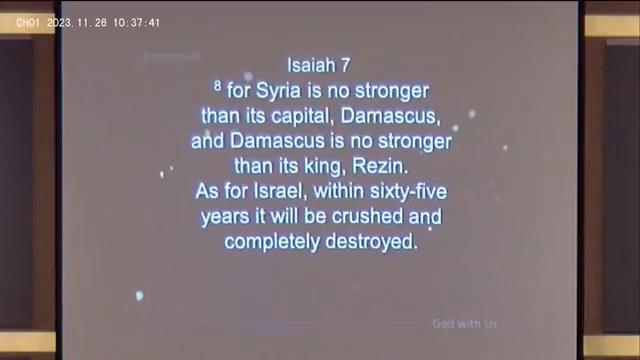 CH01 2023.11.26 10:37:41
Emmanuel
Isaiah 7
8 for Syria is no stronger
than its capital, Damascus,
and Damascus is no stronger
than its king, Rezin.
As for Israel, within sixty-five
years it will be crushed and
completely destroyed.
God with Us